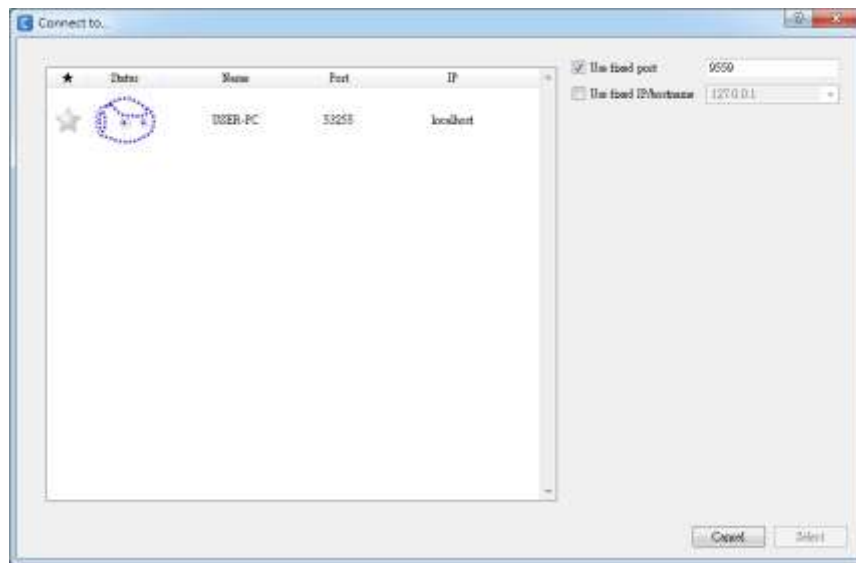 Connect to...
★ Status Name Port IP
USER-PC 53255 localhost
Use fixed port 9559
Use fixed IP/hostname 127.0.0.1
Cancel Select